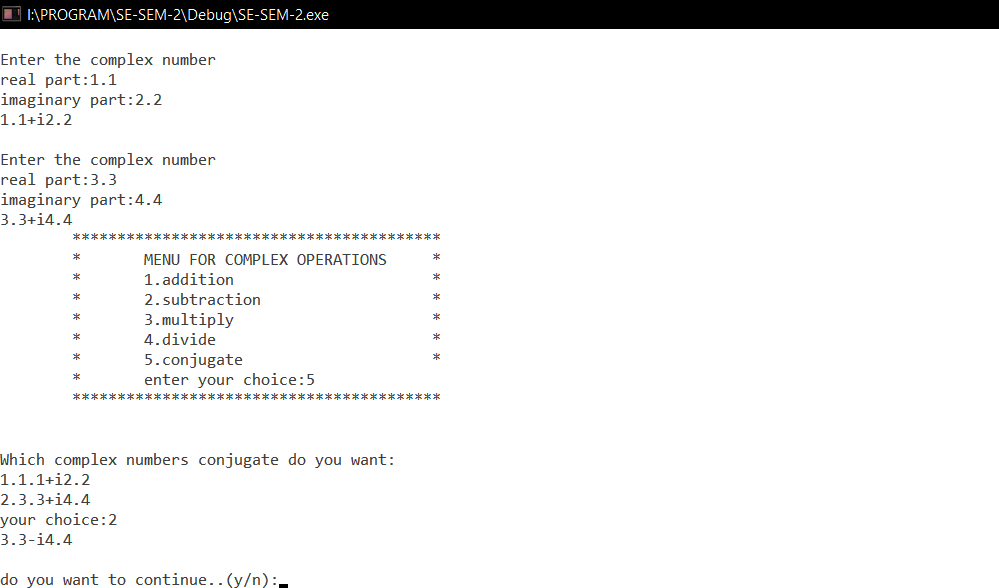 I:\PROGRAM\SE-SEM-2\Debug\SE-SEM-2.exe
Enter the complex number
real part:1.1
imaginary part:2.2
1.1+i2.2
Enter the complex number
real part:3.3
imaginary part:4.4
3.3+i4.4
*****************************************
* MENU FOR COMPLEX OPERATIONS *
* 1.addition *
* 2.subtraction *
* 3.multiply *
* 4.divide *
* 5.conjugate *
* enter your choice:5
*****************************************
Which complex numbers conjugate do you want:
1.1.1+i2.2
2.3.3+i4.4
your choice:2
3.3-i4.4
do you want to continue..(y/n):